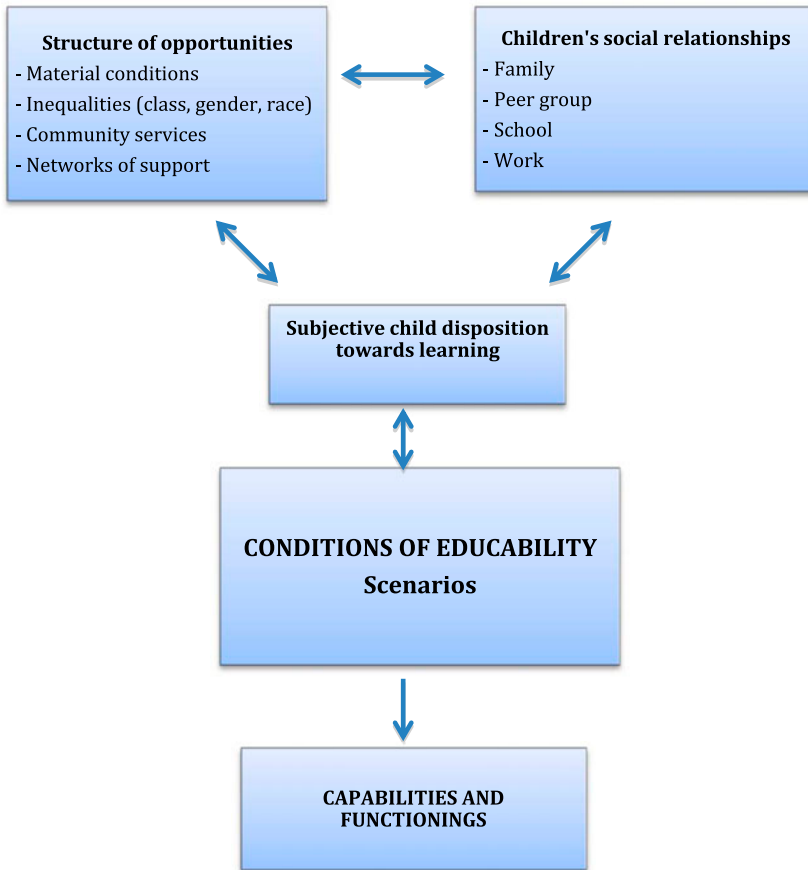 Structure of opportunities
- Material conditions
- Inequalities (class, gender, race)
- Community services
- Networks of support
Children's social relationships
- Family
- Peer group
- School
- Work
Subjective child disposition
towards learning
CONDITIONS OF EDUCABILITY
Scenarios
CAPABILITIES AND
FUNCTIONINGS